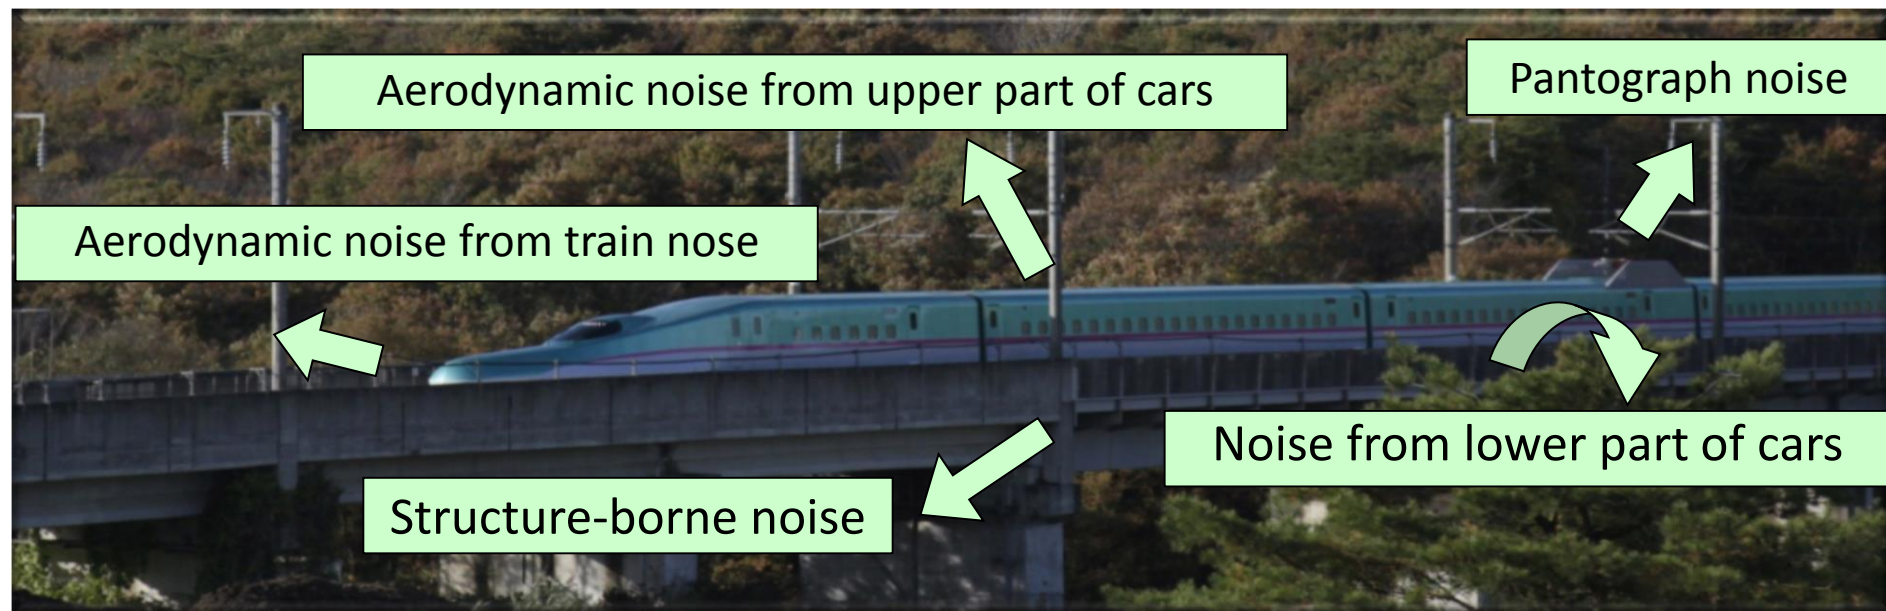 Aerodynamic noise from upper part of cars
Pantograph noise
Aerodynamic noise from train nose
Noise from lower part of cars
Structure-borne noise